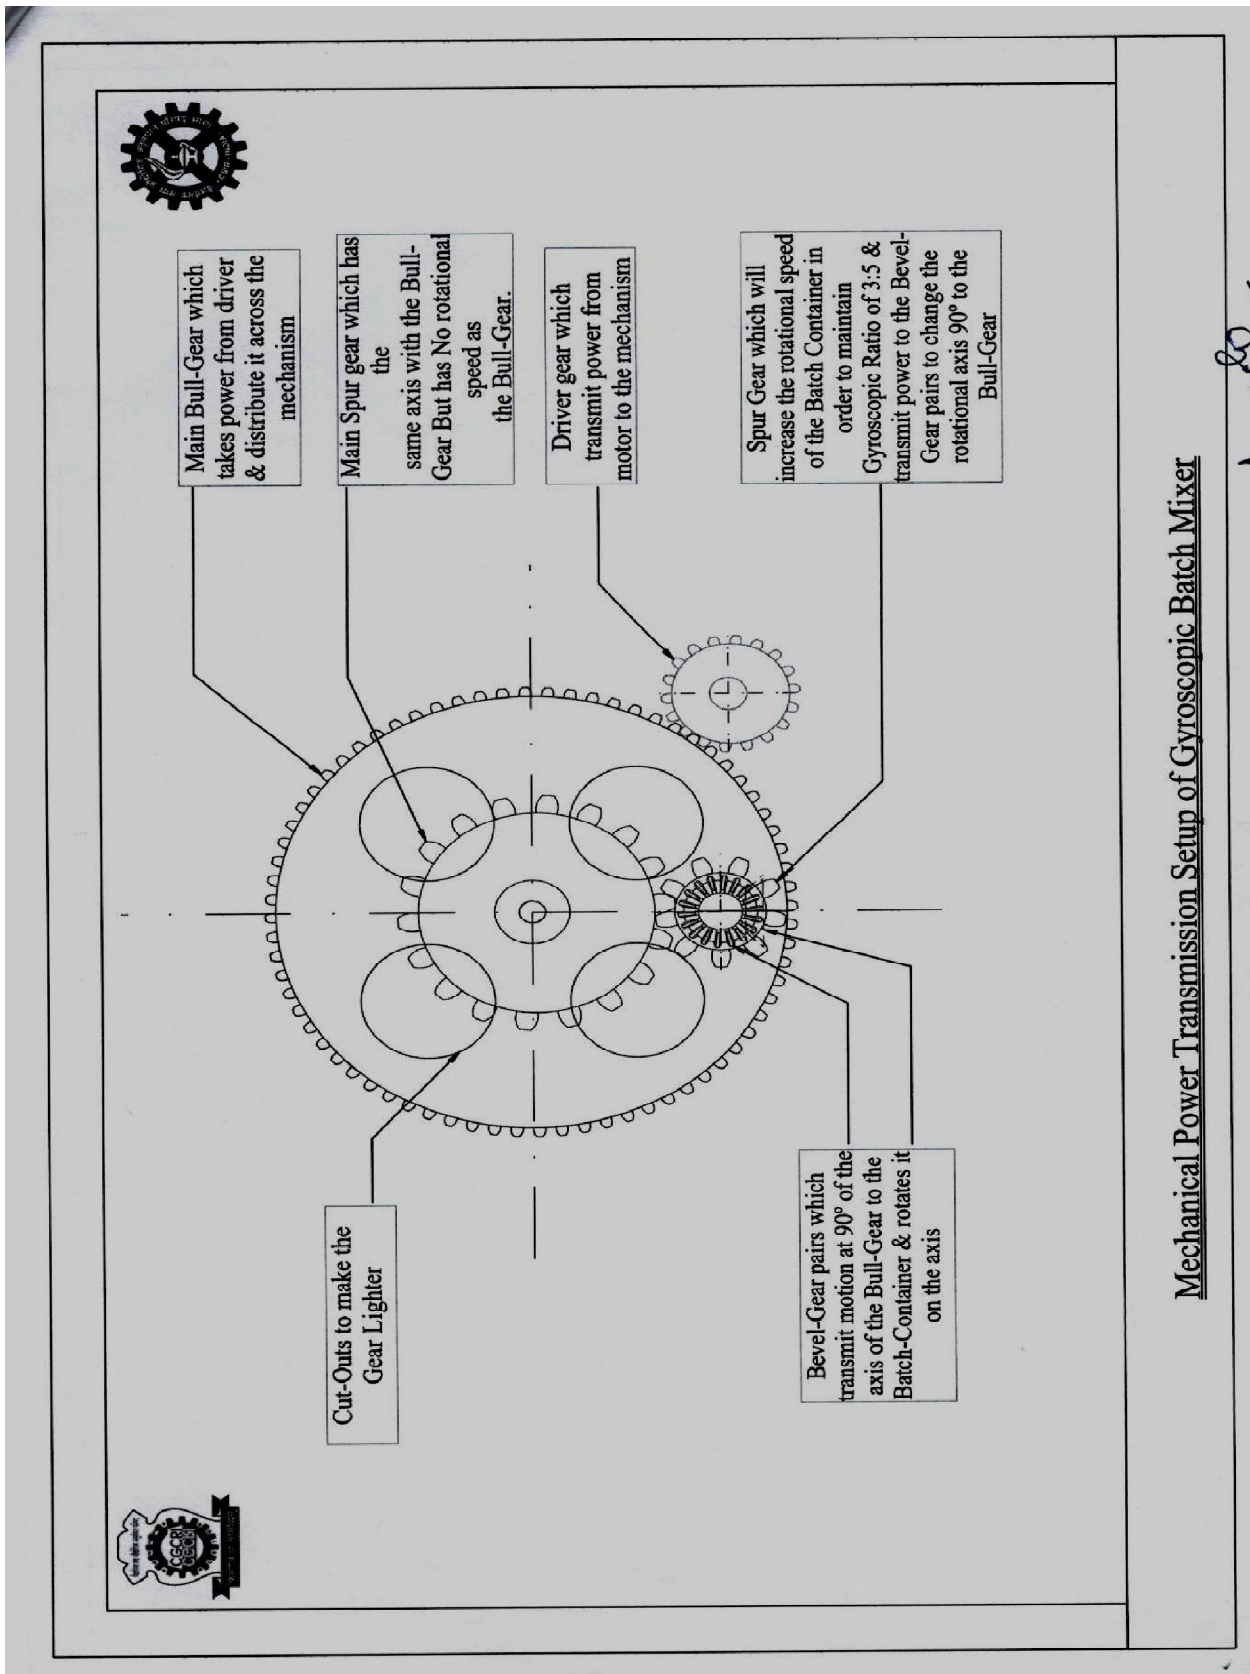 Cut-Outs to make the
Gear Lighter
Bevel-Gear pairs which
transmit motion at 90° of the
axis of the Bull-Gear to the
Batch-Container & rotates it
on the axis
Main Bull-Gear which
takes power from driver
& distribute it across the
mechanism
Main Spur gear which has
the
same axis with the Bull-
Gear But has No rotational
speed as
the Bull-Gear.
Driver gear which
transmit power from
motor to the mechanism
Spur Gear which will
increase the rotational speed
of the Batch Container in
order to maintain
Gyroscopic Ratio of 3:5 &
transmit power to the Bevel-
Gear pairs to change the
rotational axis 90° to the
Bull-Gear
Mechanical Power Transmission Setup of Gyroscopic Batch Mixer
CGCRI